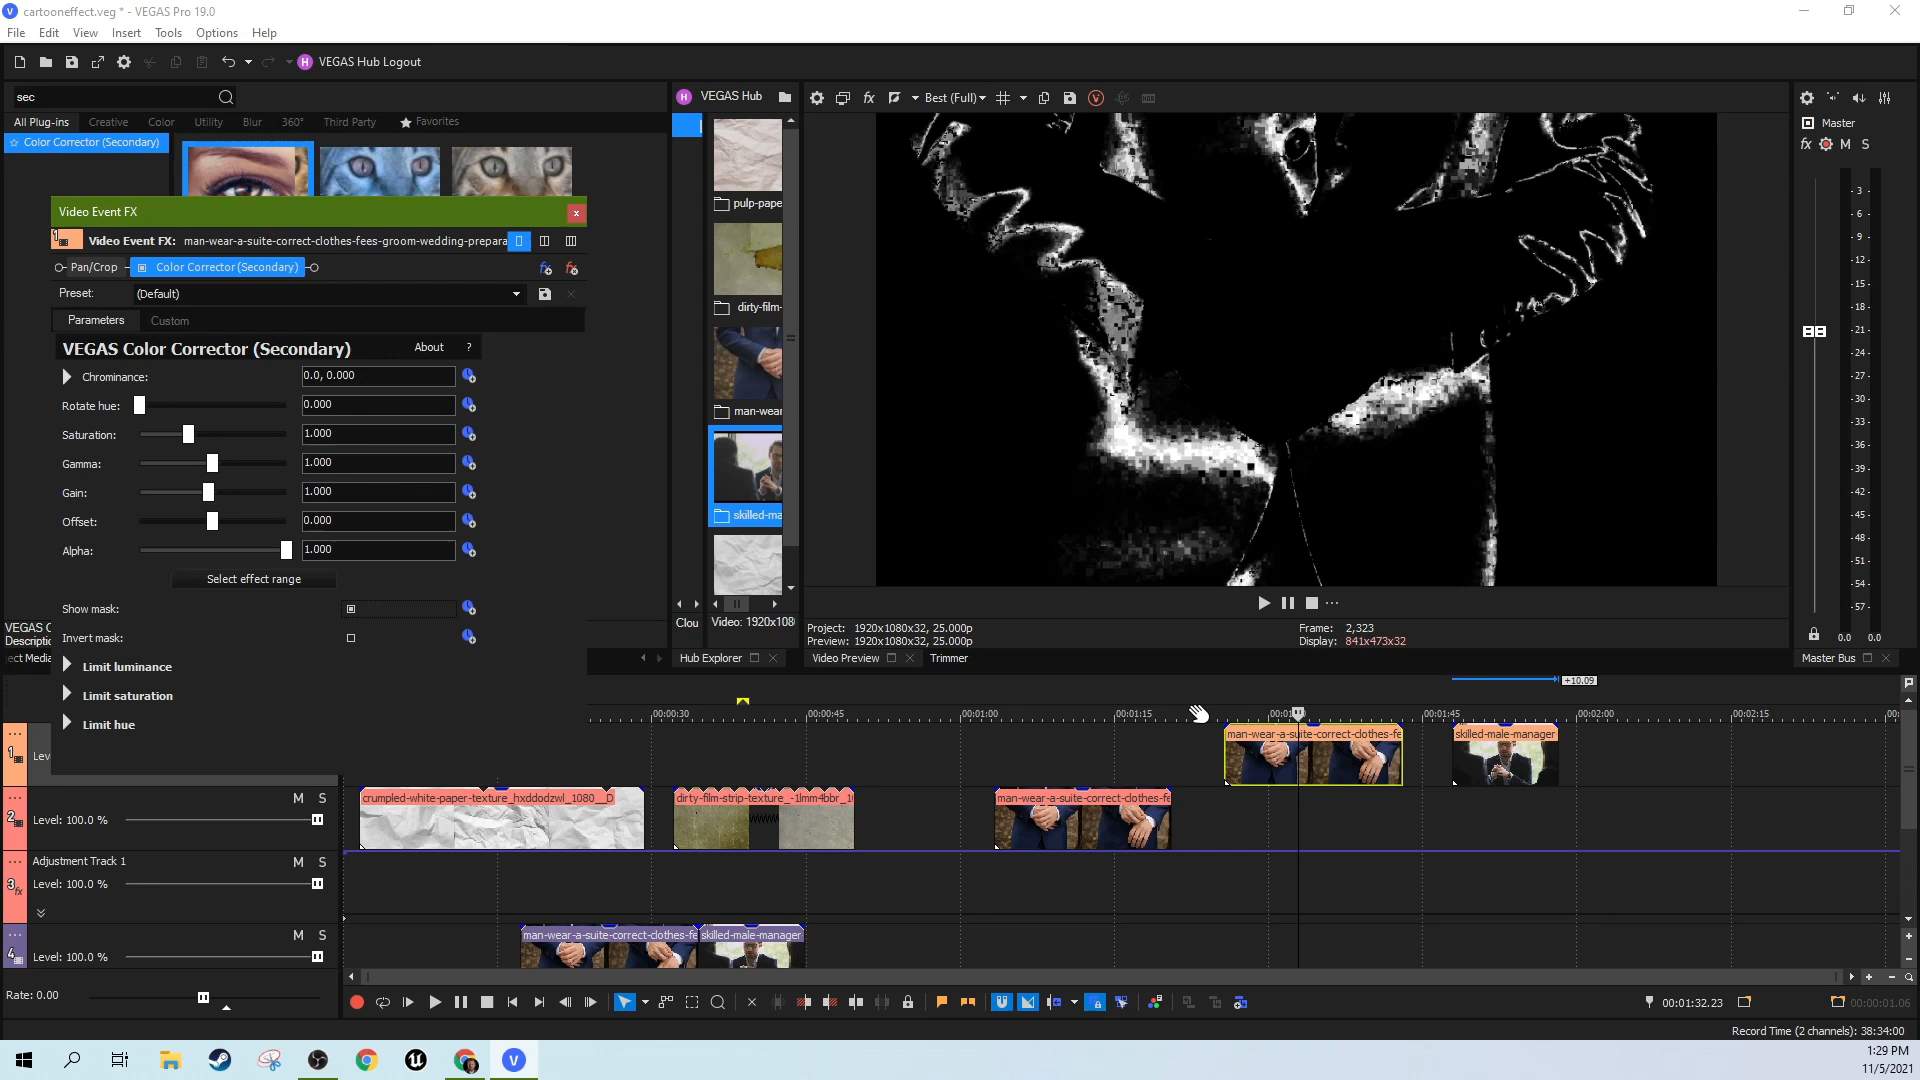 cartooneffect.veg * - VEGAS Pro 19.0
File Edit View Insert Tools Options Help
VEGAS Hub Logout
sec
All Plug-ins Creative Color Utility Blur 360° Third Party Favorites
Color Corrector (Secondary)
Video Event FX
Video Event FX: man-wear-a-suite-correct-clothes-fees-groom-wedding-prepara
Pan/Crop Color Corrector (Secondary)
Preset: (Default)
Parameters Custom
VEGAS Color Corrector (Secondary) About ?
Chrominance: 0.0, 0.000
Rotate hue: 0.000
Saturation: 1.000
Gamma: 1.000
Gain: 1.000
Offset: 0.000
Alpha: 1.000
Select effect range
Show mask:
Invert mask:
Limit luminance
Limit saturation
Limit hue
VEGAS C
Descriptio
ject Media
VEGAS Hub
pulp-pape
dirty-film-
man-wear
skilled-ma
Clou Video: 1920x1080
Hub Explorer
Best (Full)
Project: 1920x1080x32, 25.000p
Preview: 1920x1080x32, 25.000p
Frame: 2,323
Display: 841x473x32
Video Preview Trimmer
Master
fx M S
3
6
9
-12-
-15-
-18-
-21-
-24-
-27-
-30-
-33-
-36-
-39-
-42-
-45-
-48-
-51-
-54-
-57-
0.0 0.0
Master Bus
+10.09
00:00:30 00:00:45 00:01:00 00:01:15 00:01:45 00:02:00 00:02:15
1 Lev
man-wear-a-suite-correct-clothes-fe skilled-male-manager
2 M S
Level: 100.0 %
crumpled-white-paper-texture_hxddodzwl_1080__D dirty-film-strip-texture_-1lmm4bbr_1 man-wear-a-suite-correct-clothes-fe
Adjustment Track 1 M S
3 fx Level: 100.0 %
4 M S
Level: 100.0 %
man-wear-a-suite-correct-clothes-fe skilled-male-manager
Rate: 0.00
00:01:32.23 00:00:01.06
Record Time (2 channels): 38:34:00
1:29 PM
11/5/2021